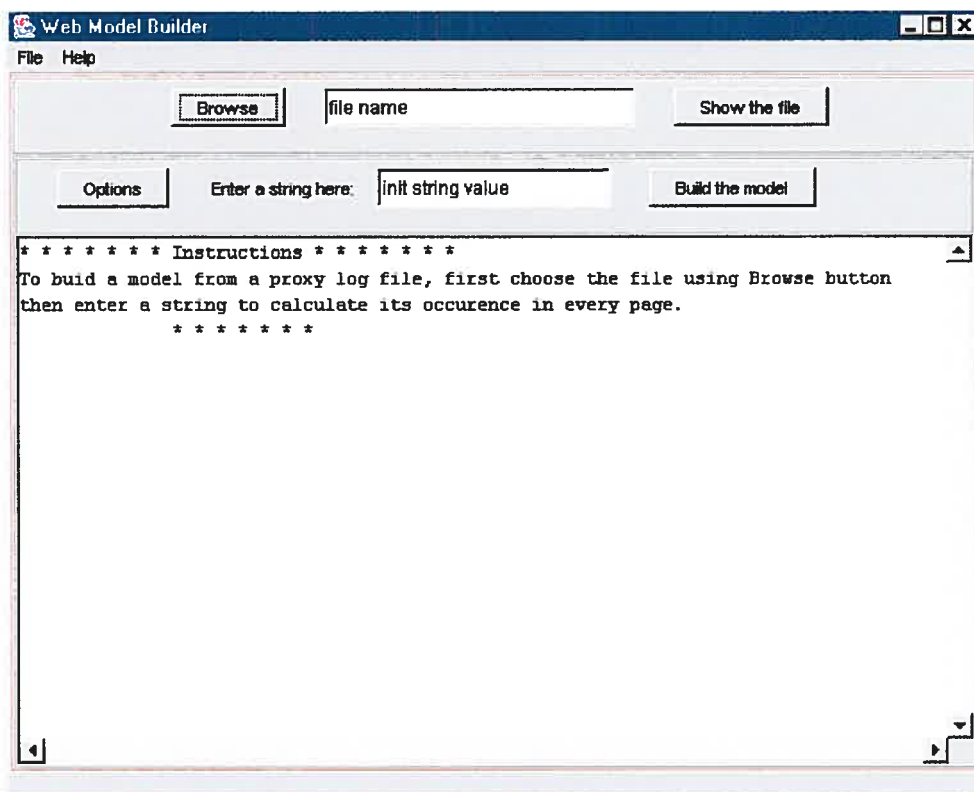 Web Model Builder
File Help
Browse file name Show the file
Options Enter a string here: init string value Build the model
* * * * * * * Instructions * * * * * * *
To buid a model from a proxy log file, first choose the file using Browse button
then enter a string to calculate its occurence in every page.
* * * * * * *